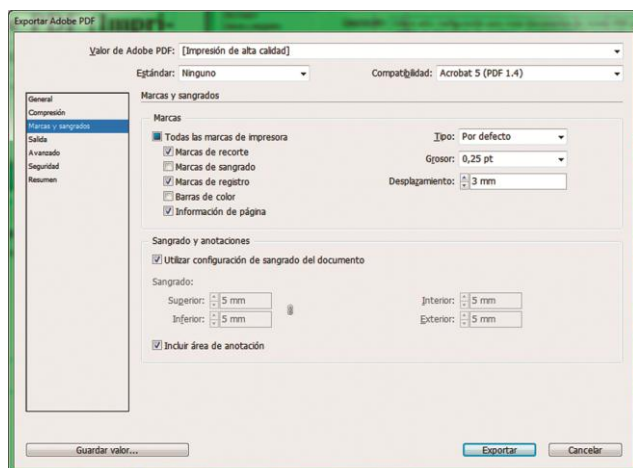 Exportar Adobe PDF
Valor de Adobe PDF: [Impresión de alta calidad]
Estándar: Ninguno Compatibilidad: Acrobat 5 (PDF 1.4)
General
Compresión
Marcas y sangrados
Salida
Avanzado
Seguridad
Resumen
Marcas y sangrados
Marcas
Todas las marcas de impresora
Marcas de recorte
Marcas de sangrado
Marcas de registro
Barras de color
Información de página
Tipo: Por defecto
Grosor: 0,25 pt
Desplazamiento: 3 mm
Sangrado y anotaciones
Utilizar configuración de sangrado del documento
Sangrado:
Superior: 5 mm Interior: 5 mm
Inferior: 5 mm Exterior: 5 mm
Incluir área de anotación
Guardar valor... Exportar Cancelar